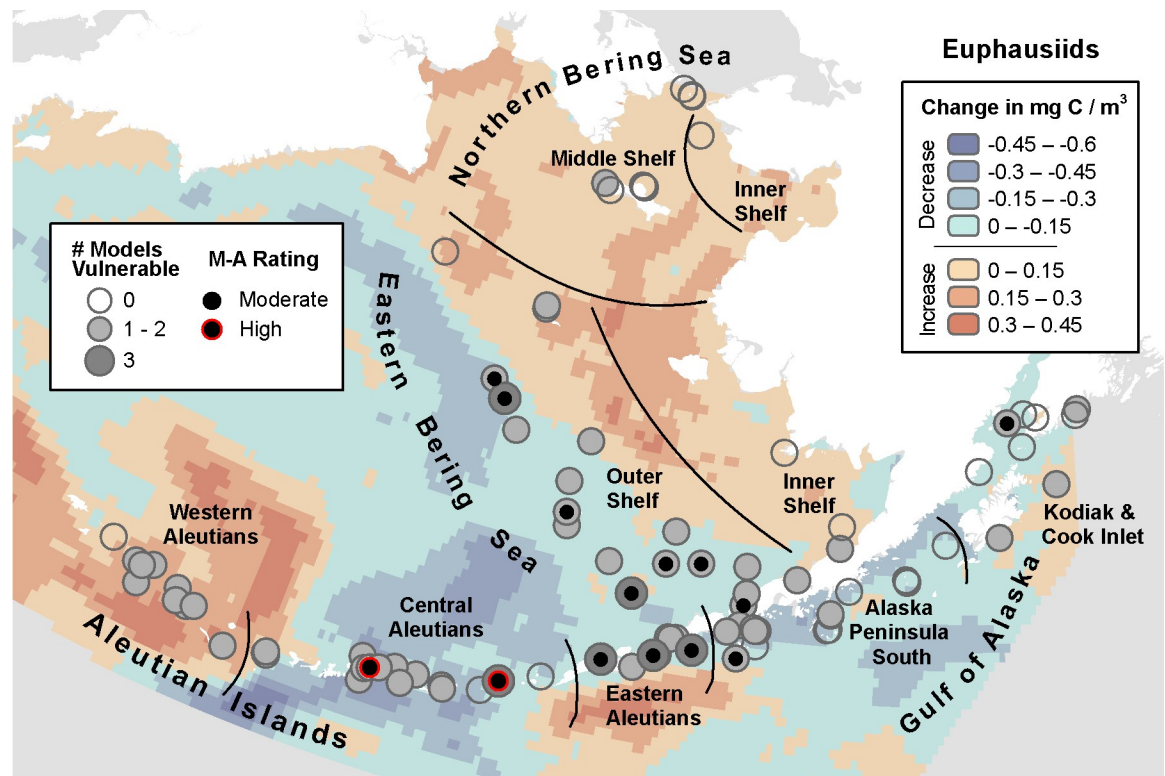 Euphausiids
Change in mg C / m³
Decrease
-0.45 – -0.6
-0.3 – -0.45
-0.15 – -0.3
0 – -0.15
Increase
0 – 0.15
0.15 – 0.3
0.3 – 0.45
# Models
Vulnerable
0
1 - 2
3
M-A Rating
Moderate
High
Northern Bering Sea
Middle Shelf
Inner
Shelf
Eastern Bering Sea
Outer
Shelf
Inner
Shelf
Western
Aleutians
Central
Aleutians
Eastern
Aleutians
Aleutian Islands
Alaska
Peninsula
South
Kodiak &
Cook Inlet
Gulf of Alaska